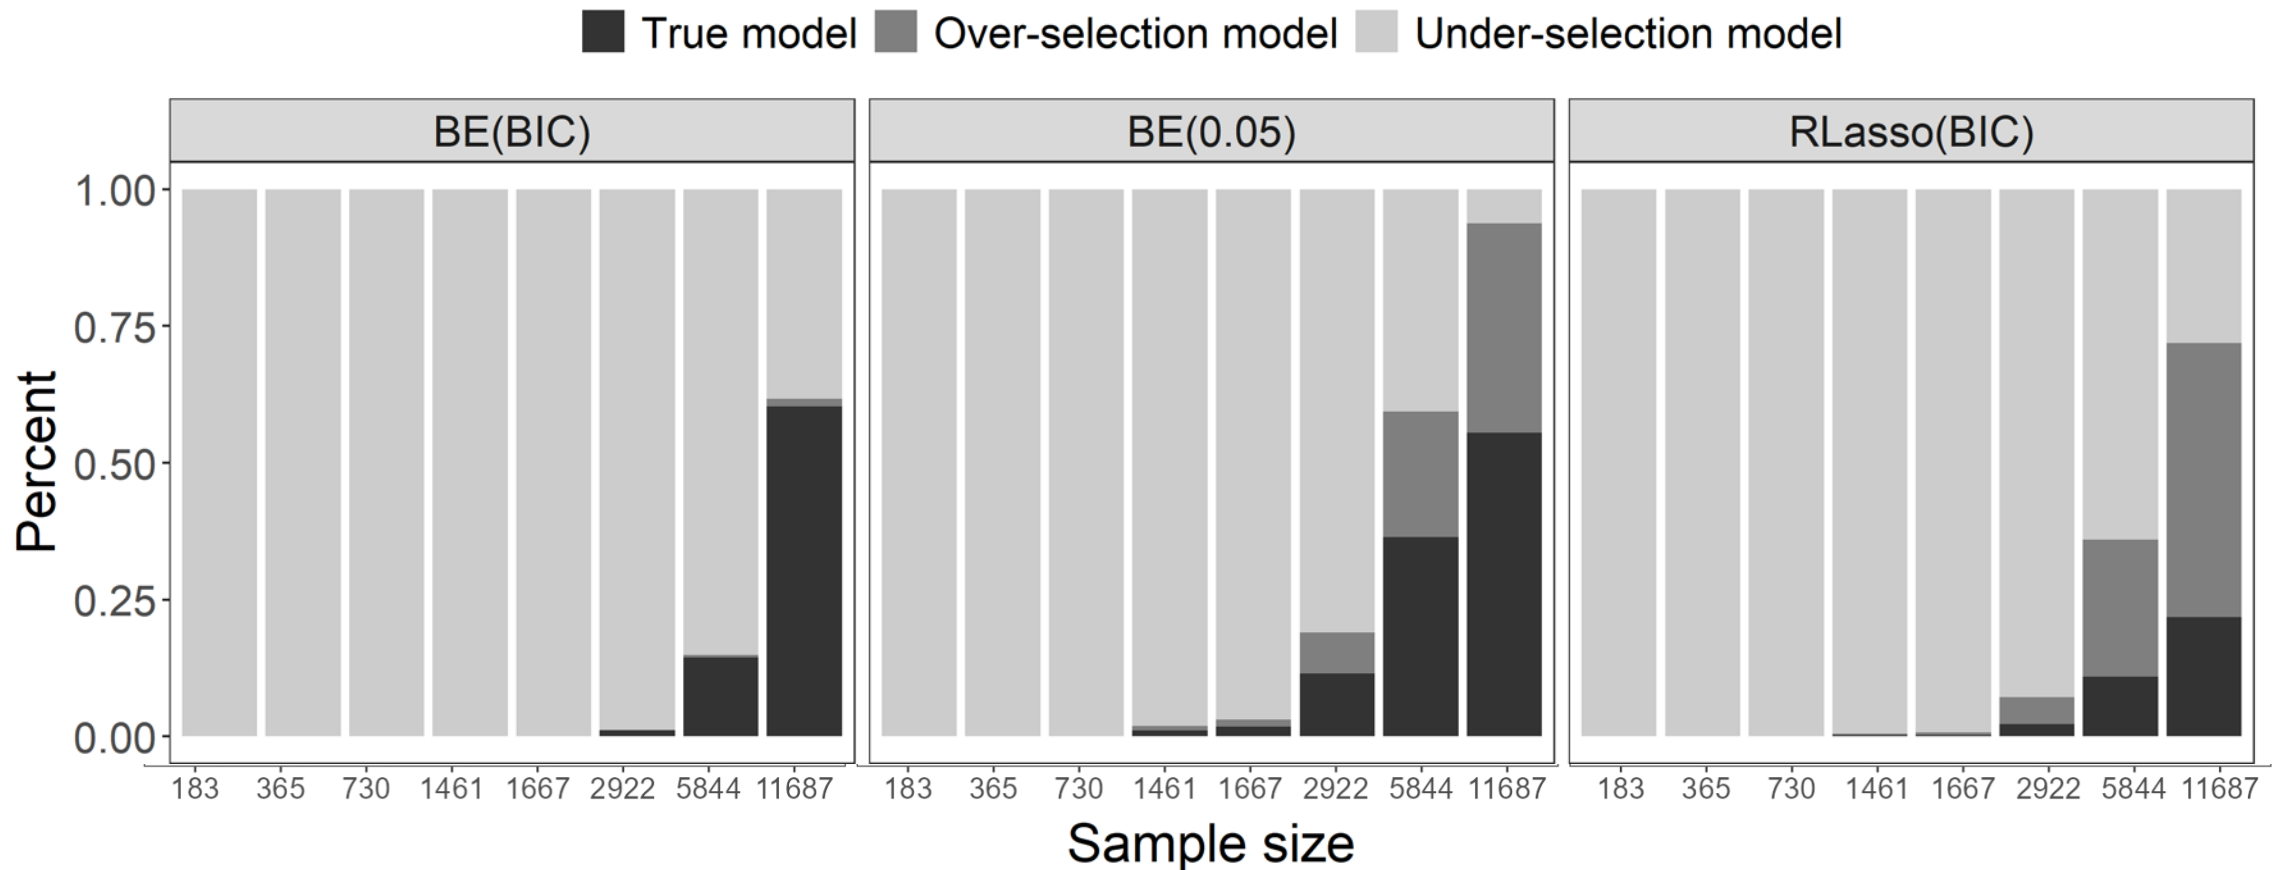 True model Over-selection model Under-selection model
BE(BIC) BE(0.05) RLasso(BIC)
1.00
0.75
0.50
0.25
0.00
Percent
183 365 730 1461 1667 2922 5844 11687 183 365 730 1461 1667 2922 5844 11687 183 365 730 1461 1667 2922 5844 11687
Sample size